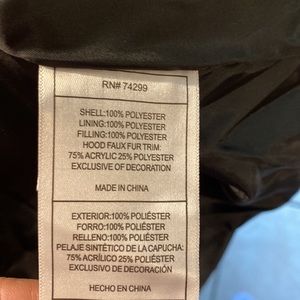 RN# 74299
SHELL:100% POLYESTER
LINING:100% POLYESTER
FILLING:100% POLYESTER
HOOD FAUX FUR TRIM:
75% ACRYLIC 25% POLYESTER
EXCLUSIVE OF DECORATION
MADE IN CHINA
EXTERIOR:100% POLIÉSTER
FORRO:100% POLIÉSTER
RELLENO:100% POLIÉSTER
PELAJE SINTÉTICO DE LA CAPUCHA:
75% ACRÍLICO 25% POLIÉSTER
EXCLUSIVO DE DECORACIÓN
HECHO EN CHINA